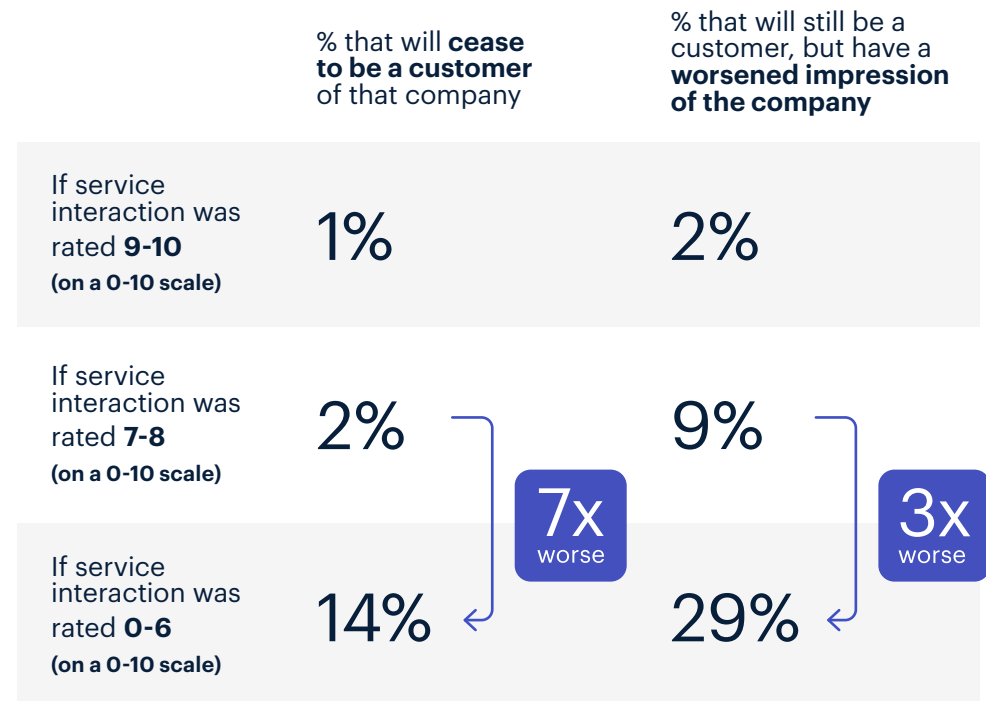 % that will cease
to be a customer
of that company
% that will still be a
customer, but have a
worsened impression
of the company
If service
interaction was
rated 9-10
(on a 0-10 scale)
1%
2%
If service
interaction was
rated 7-8
(on a 0-10 scale)
2%
9%
7x
worse
3x
worse
If service
interaction was
rated 0-6
(on a 0-10 scale)
14%
29%